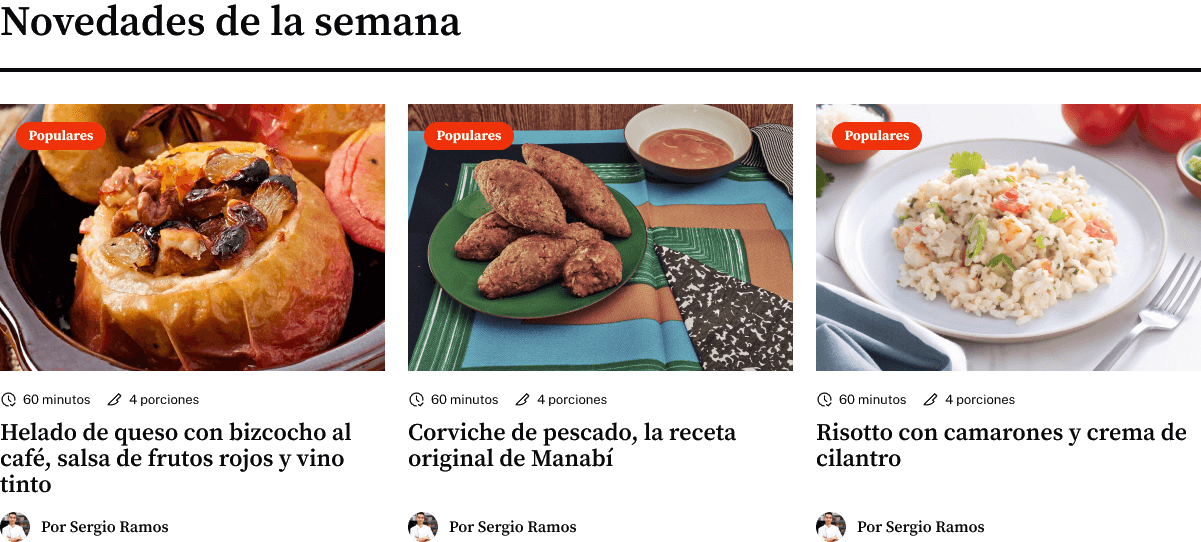 Novedades de la semana
Populares
60 minutos
4 porciones
Helado de queso con bizcocho al
café, salsa de frutos rojos y vino
tinto
Por Sergio Ramos
Populares
60 minutos
4 porciones
Corviche de pescado, la receta
original de Manabí
Por Sergio Ramos
Populares
60 minutos
4 porciones
Risotto con camarones y crema de
cilantro
Por Sergio Ramos